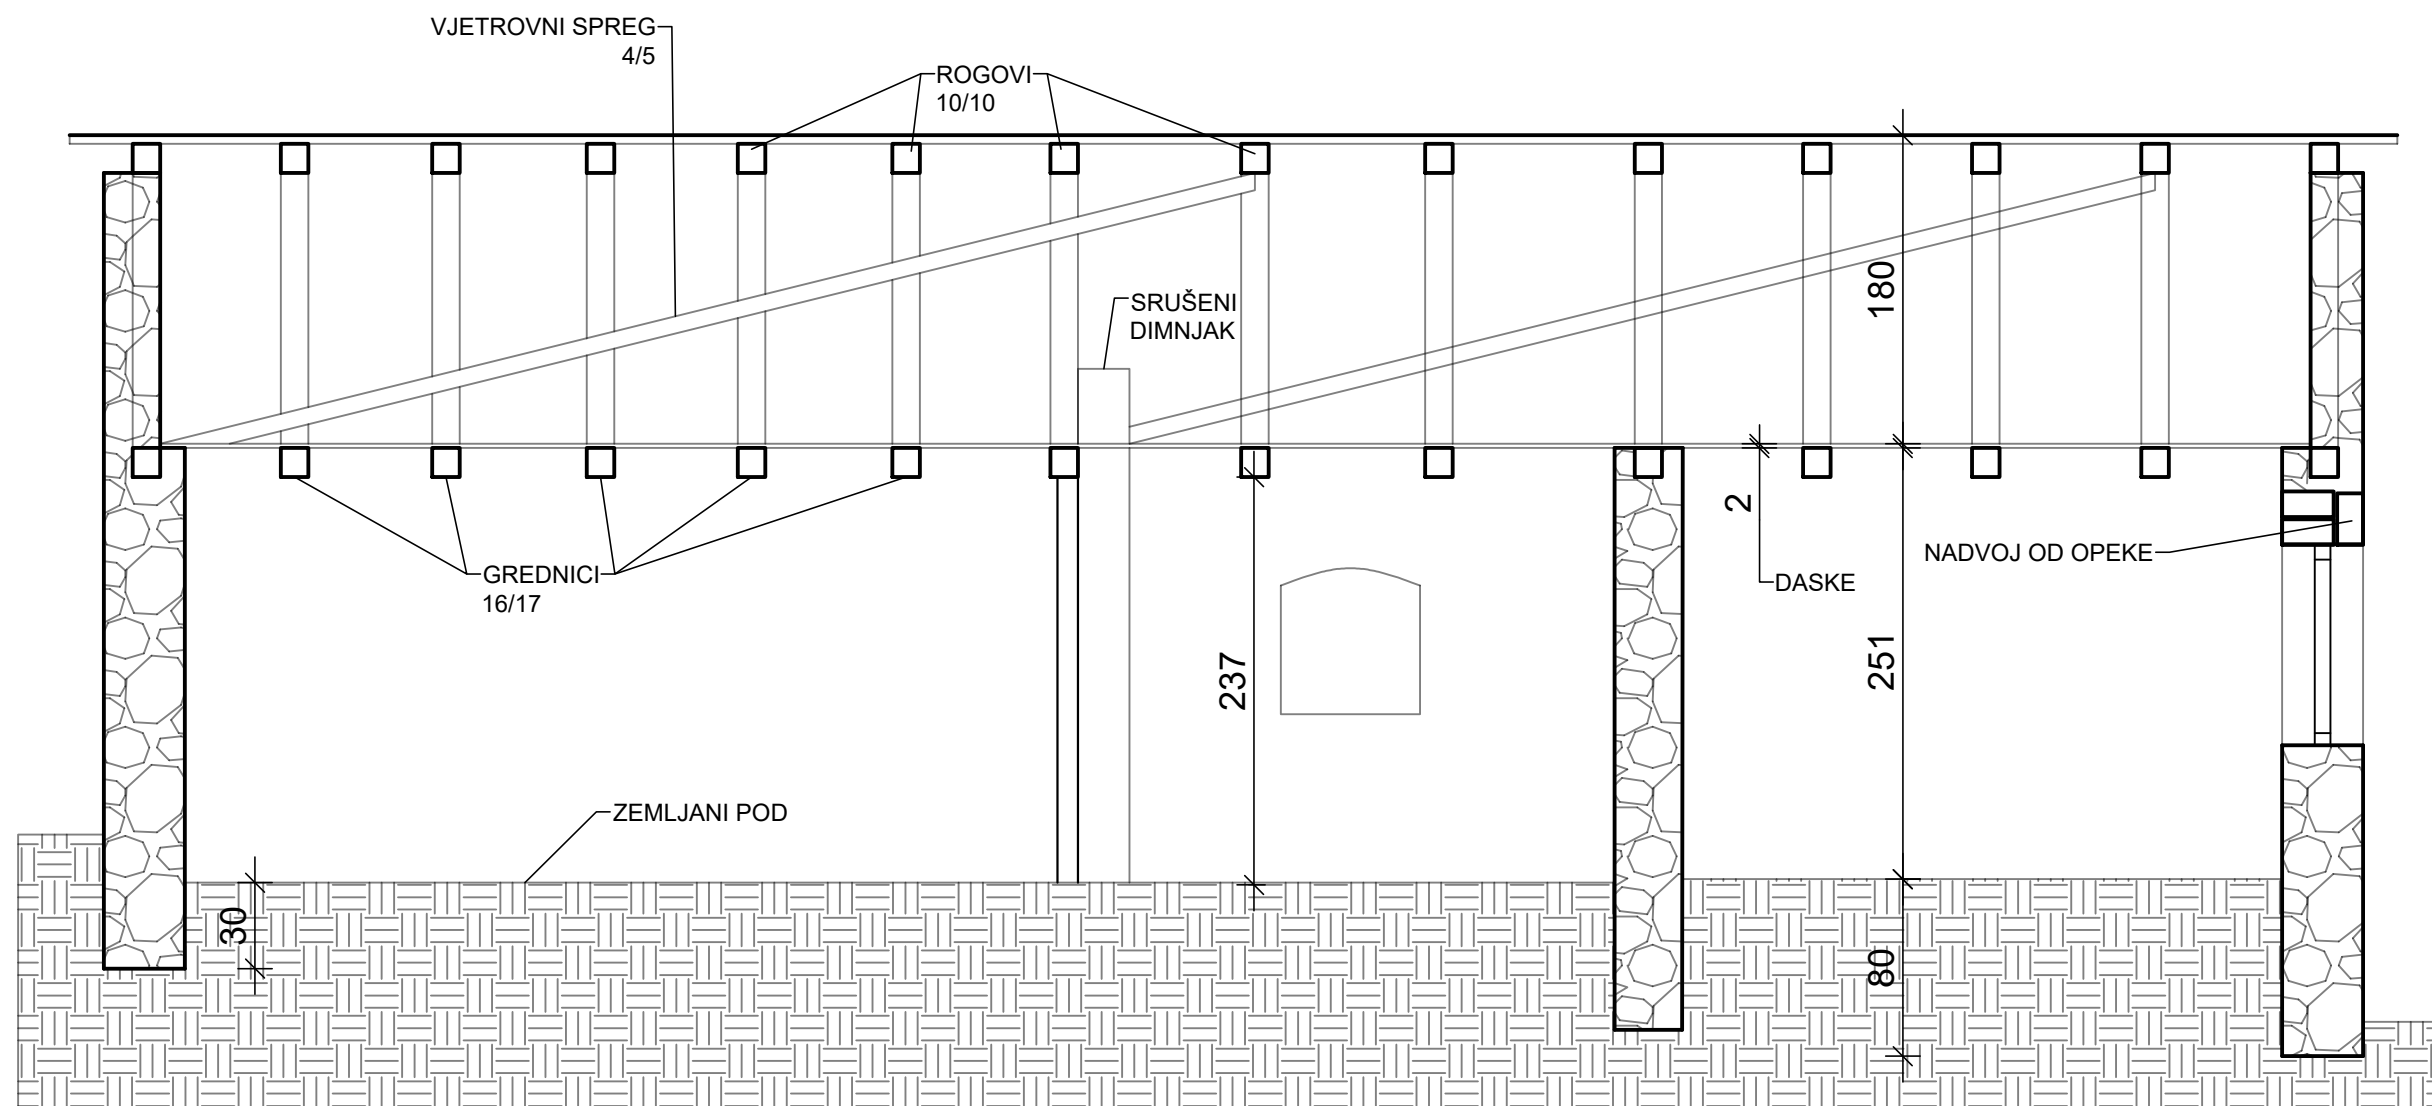 VJETROVNI SPREG
4/5
ROGOVI
10/10
SRUŠENI
DIMNJAK
180
2
GREDNICI
16/17
NADVOJ OD OPEKE
DASKE
237
251
ZEMLJANI POD
30
80